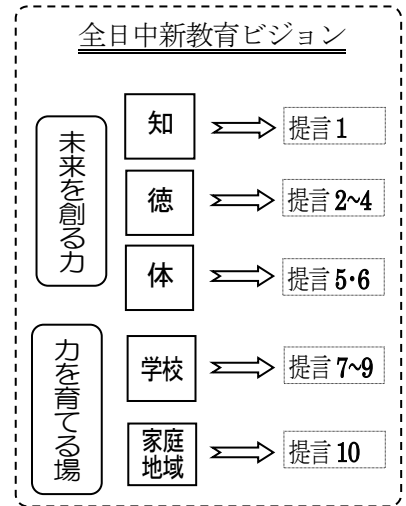 全日中新教育ビジョン
未来を創る力
知
提言1
徳
提言2~4
体
提言5・6
力を育てる場
学校
提言7~9
家庭
地域
提言10